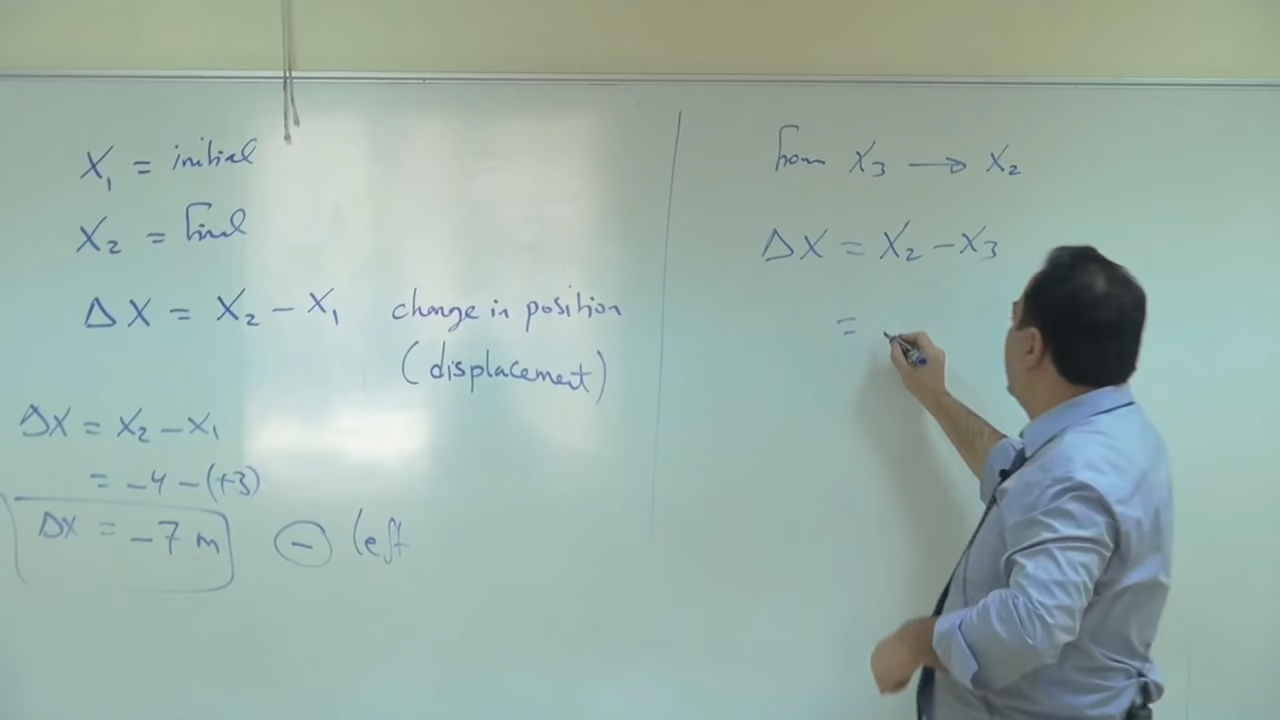 X₁ = initial
X₂ = final
ΔX = X₂ − X₁ change in position
(displacement)
ΔX = X₂ − X₁
= −4 − (+3)
ΔX = −7 m ⊖ left
from X₃ → X₂
ΔX = X₂ − X₃
=